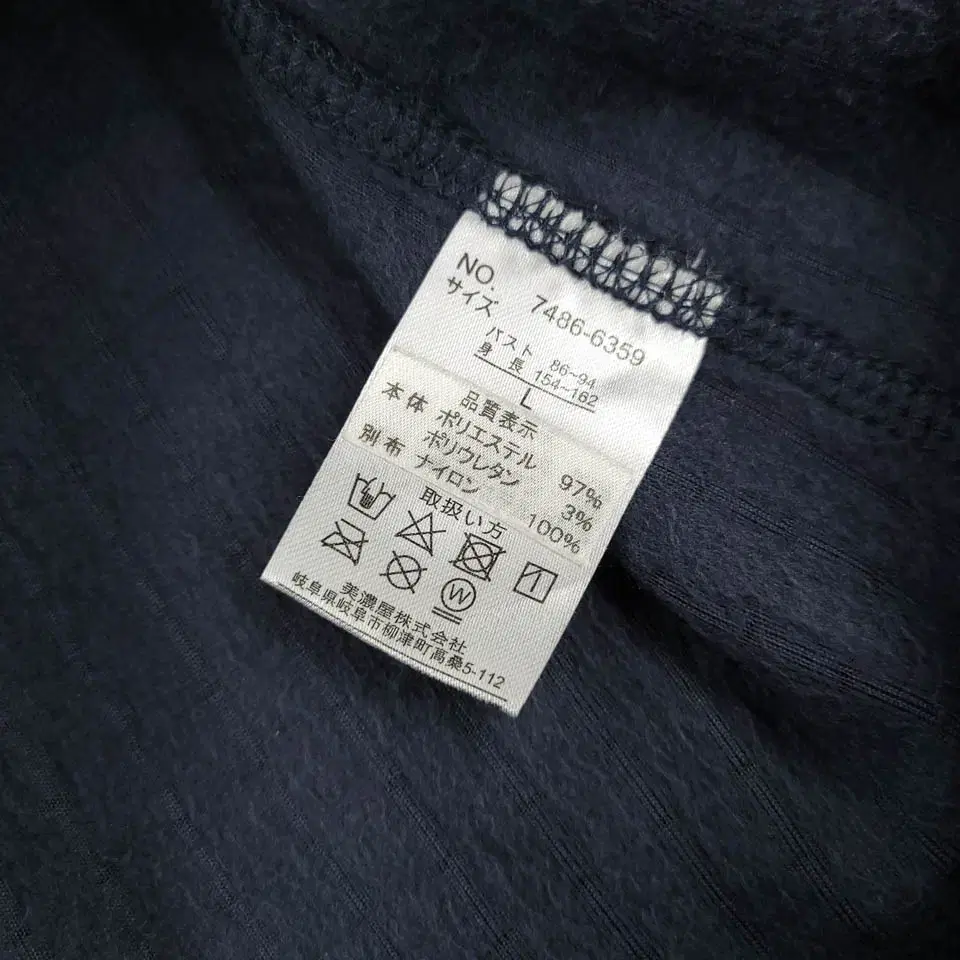 NO. 7486-6359
サイズ
バスト 86~94
身長 154~162
L
品質表示
本体 ポリエステル 97%
ポリウレタン 3%
別布 ナイロン 100%
取扱い方
W
美濃屋株式会社
岐阜県岐阜市柳津町高桑5-112